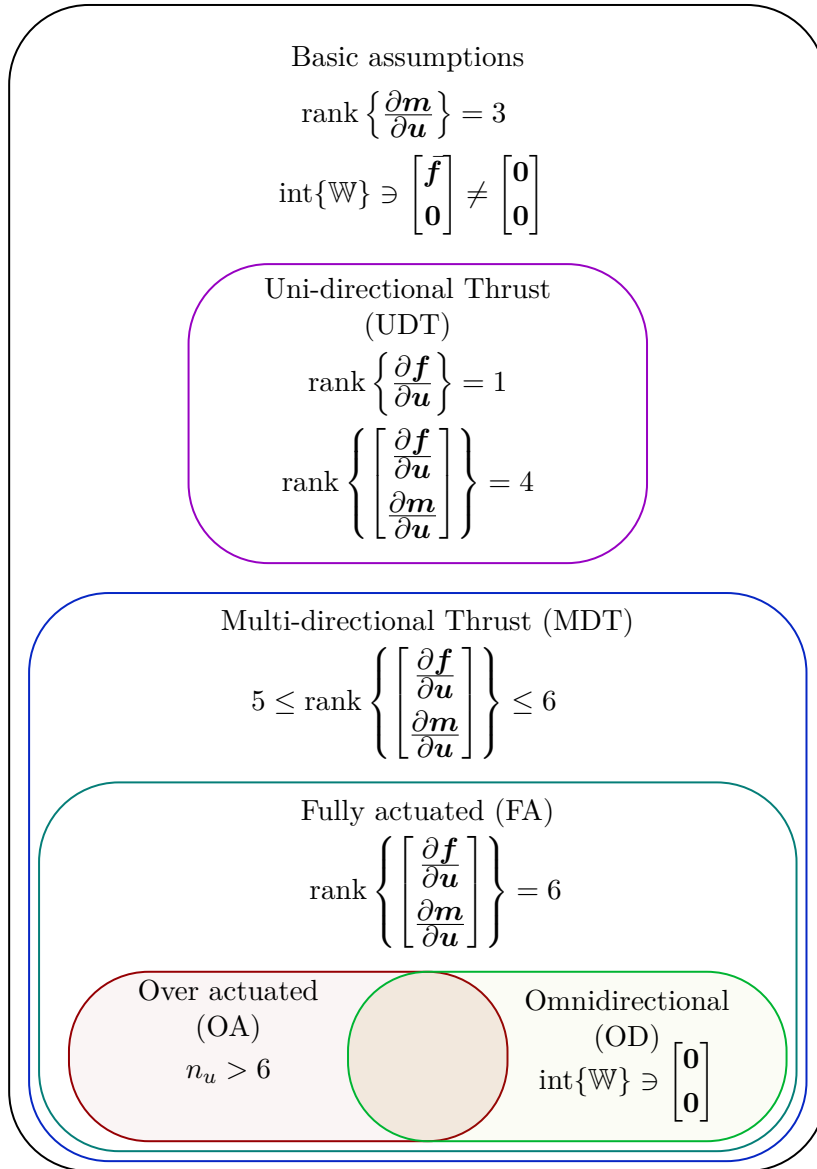 Basic assumptions
rank {∂m/∂u} = 3
int{𝕎} ∋ [f̄ 0] ≠ [0 0]
Uni-directional Thrust
(UDT)
rank {∂f/∂u} = 1
rank {[∂f/∂u ∂m/∂u]} = 4
Multi-directional Thrust (MDT)
5 ≤ rank {[∂f/∂u ∂m/∂u]} ≤ 6
Fully actuated (FA)
rank {[∂f/∂u ∂m/∂u]} = 6
Over actuated
(OA)
n_u > 6
Omnidirectional
(OD)
int{𝕎} ∋ [0 0]